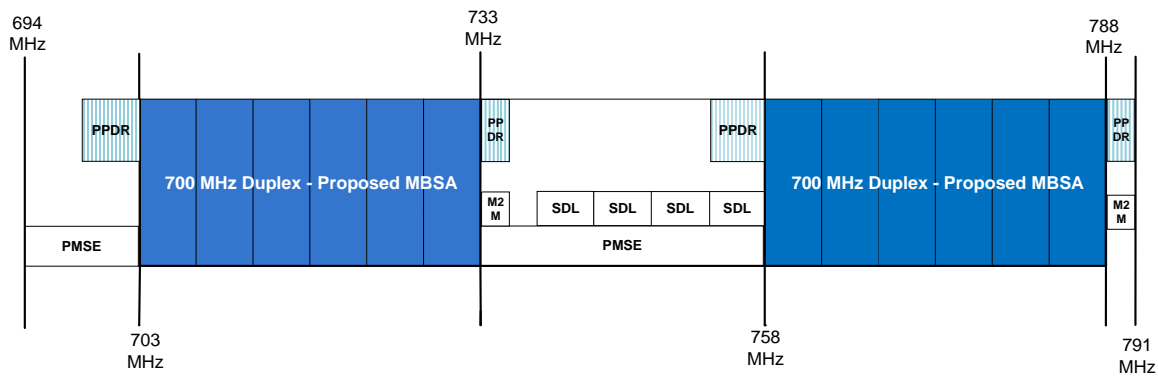 694
MHz
733
MHz
788
MHz
PPDR
PP
DR
PPDR
PP
DR
700 MHz Duplex - Proposed MBSA
700 MHz Duplex - Proposed MBSA
M2
M
SDL
SDL
SDL
SDL
M2
M
PMSE
PMSE
703
MHz
758
MHz
791
MHz